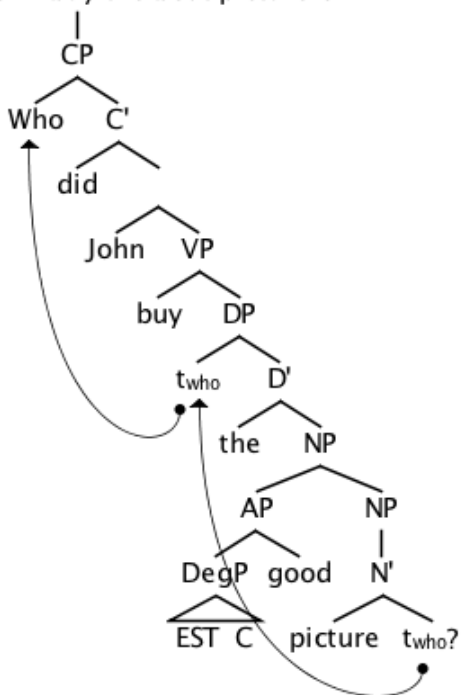 CP
Who C'
did
John VP
buy DP
twho D'
the NP
AP NP
DegP good N'
EST C picture twho?